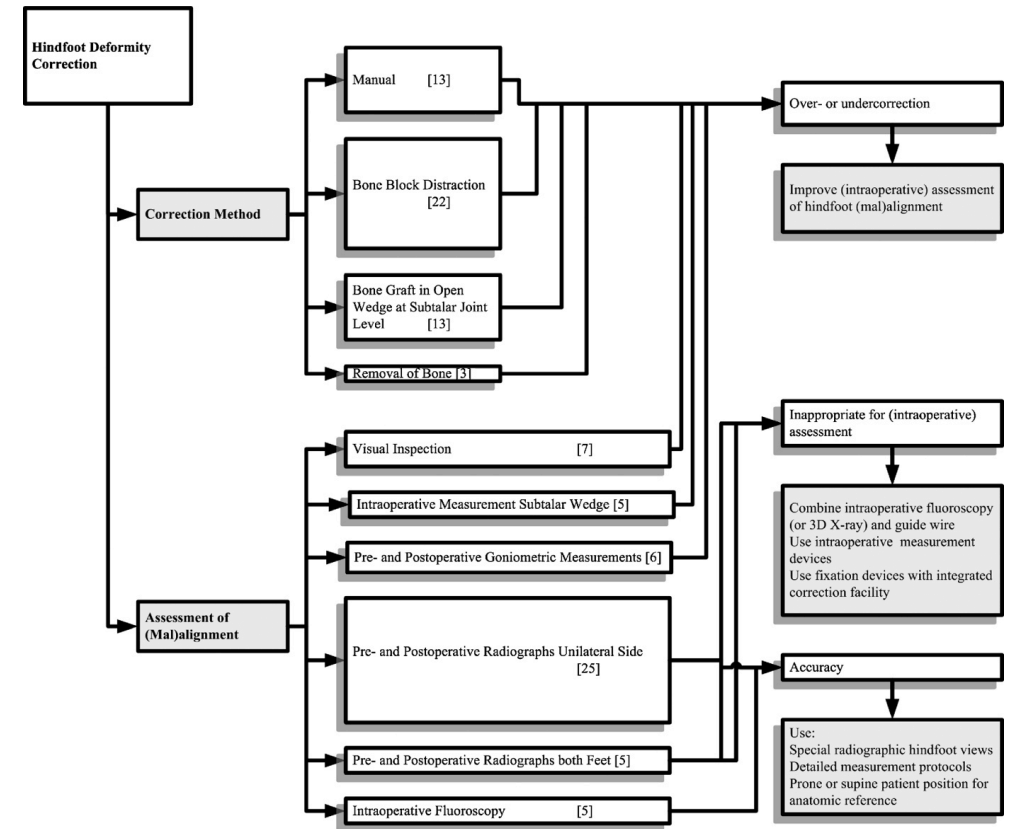 Hindfoot Deformity
Correction
Correction Method
Manual [13]
Bone Block Distraction
[22]
Bone Graft in Open
Wedge at Subtalar Joint
Level [13]
Removal of Bone [3]
Over- or undercorrection
Improve (intraoperative) assessment
of hindfoot (mal)alignment
Assessment of
(Mal)alignment
Visual Inspection [7]
Intraoperative Measurement Subtalar Wedge [5]
Pre- and Postoperative Goniometric Measurements [6]
Pre- and Postoperative Radiographs Unilateral Side
[25]
Pre- and Postoperative Radiographs both Feet [5]
Intraoperative Fluoroscopy [5]
Inappropriate for (intraoperative)
assessment
Combine intraoperative fluoroscopy
(or 3D X-ray) and guide wire
Use intraoperative measurement
devices
Use fixation devices with integrated
correction facility
Accuracy
Use:
Special radiographic hindfoot views
Detailed measurement protocols
Prone or supine patient position for
anatomic reference